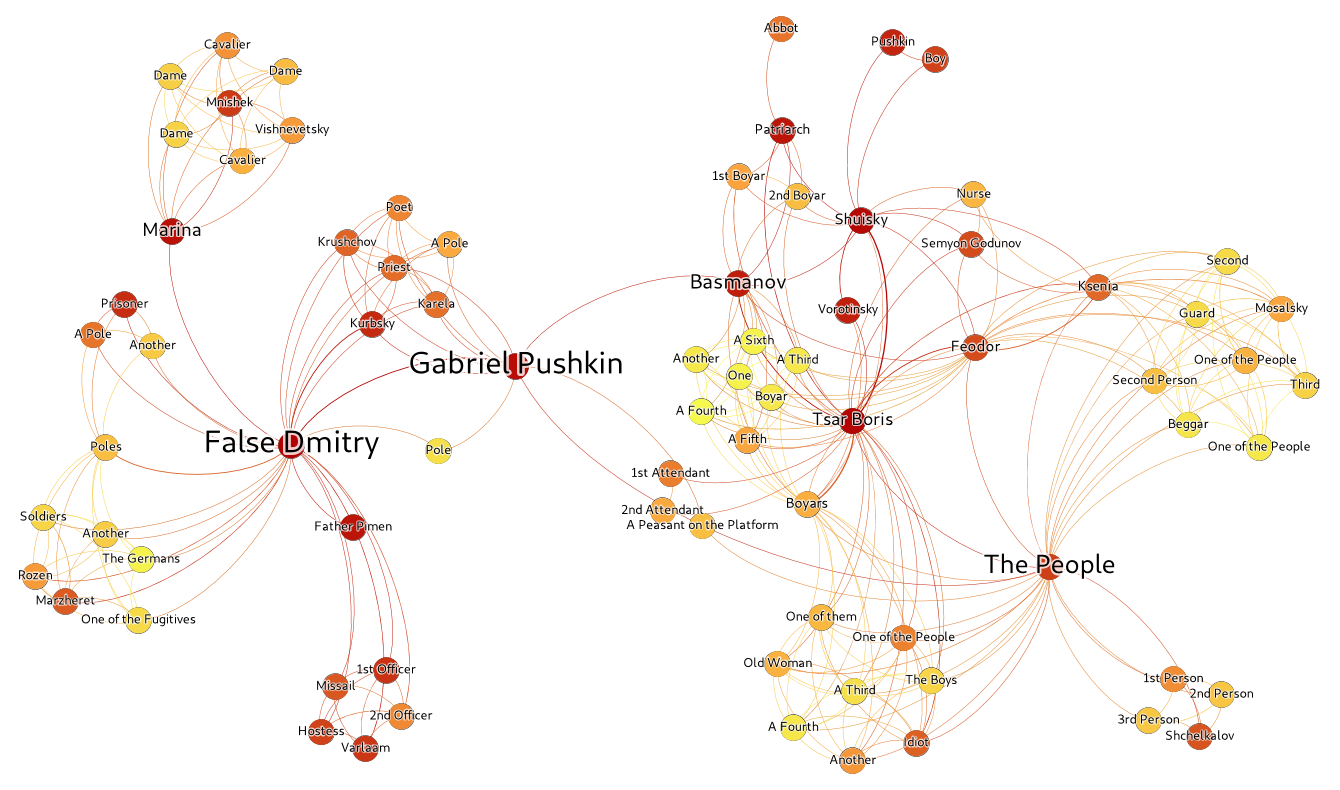 Abbot
Cavalier
Pushkin
Boy
Dame
Dame
Mnishek
Vishnevetsky
Dame
Patriarch
Cavalier
1st Boyar
2nd Boyar
Nurse
Poet
Marina
Shuisky
Krushchov
A Pole
Semyon Godunov
Second
Priest
Basmanov
Ksenia
Prisoner
Karela
Vorotinsky
Guard
Mosalsky
Kurbsky
A Pole
Another
A Sixth
Feodor
Another
A Third
One of the People
Gabriel Pushkin
One
Second Person
Third
Boyar
A Fourth
Tsar Boris
Beggar
A Fifth
False Dmitry
Poles
Pole
One of the People
1st Attendant
Boyars
2nd Attendant
Soldiers
A Peasant on the Platform
Father Pimen
Another
The Germans
The People
Rozen
Marzheret
One of the Fugitives
One of them
One of the People
Old Woman
1st Officer
Missail
The Boys
1st Person
A Third
2nd Person
2nd Officer
3rd Person
A Fourth
Hostess
Shchelkalov
Idiot
Varlaam
Another